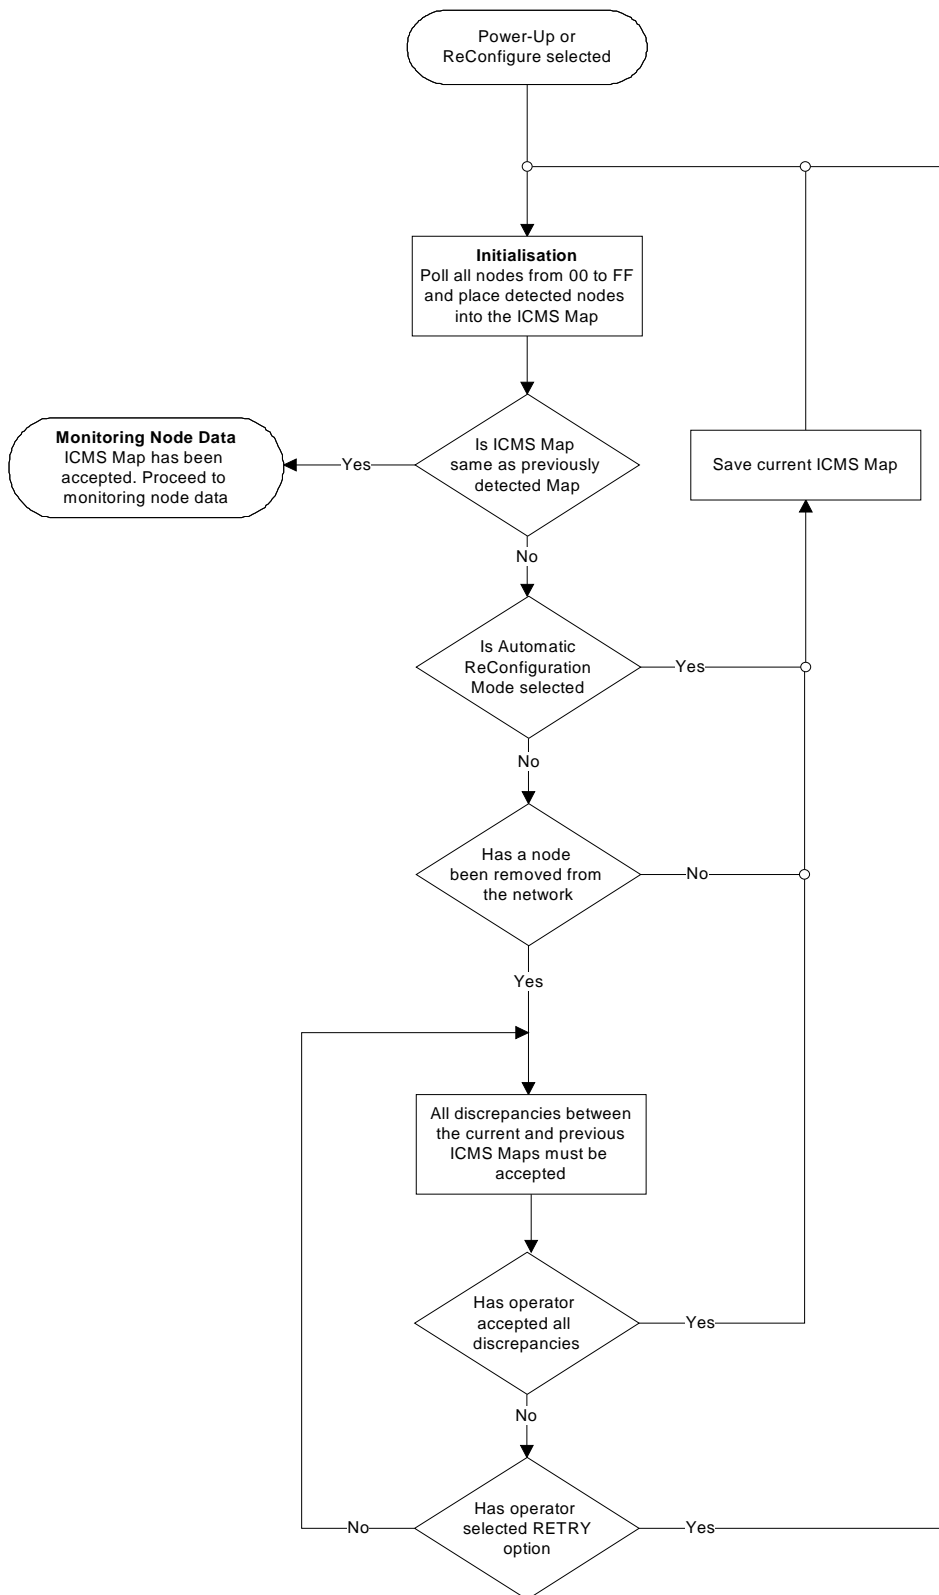 Power-Up or
ReConfigure selected
Initialisation
Poll all nodes from 00 to FF
and place detected nodes
into the ICMS Map
Is ICMS Map
same as previously
detected Map
Yes
Monitoring Node Data
ICMS Map has been
accepted. Proceed to
monitoring node data
Save current ICMS Map
No
Is Automatic
ReConfiguration
Mode selected
Yes
No
Has a node
been removed from
the network
No
Yes
All discrepancies between
the current and previous
ICMS Maps must be
accepted
Has operator
accepted all
discrepancies
Yes
No
Has operator
selected RETRY
option
No
Yes